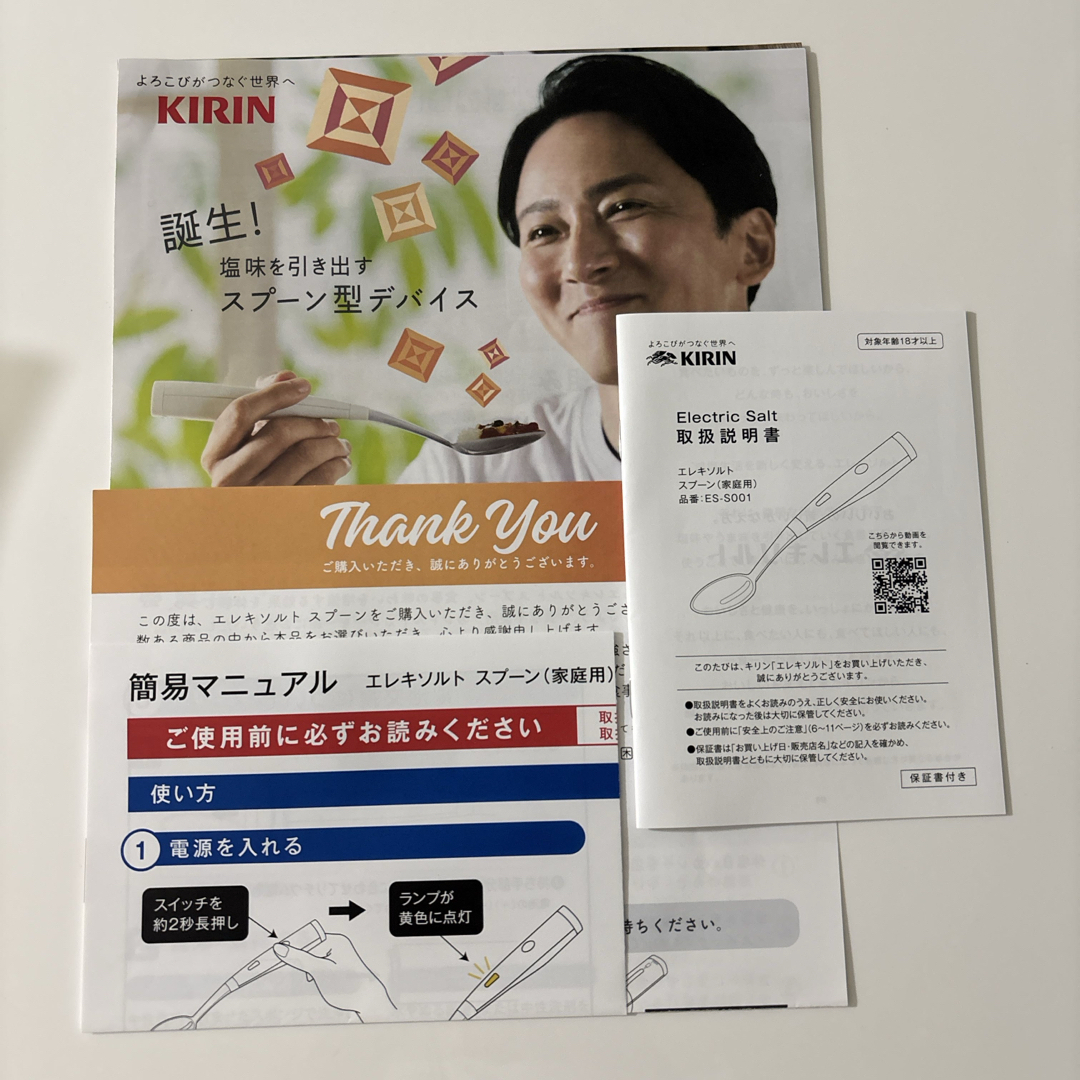 よろこびがつなぐ世界へ
KIRIN
誕生!
塩味を引き出す
スプーン型デバイス
Thank You
ご購入いただき、誠にありがとうございます。
この度は、エレキソルト スプーンをご購入いただき、誠にありがとうござ
数ある商品の中から本品をお選びいただき、心より感謝申し上げます。
簡易マニュアル エレキソルト スプーン(家庭用)
ご使用前に必ずお読みください
使い方
1 電源を入れる
スイッチを
約2秒長押し
ランプが
黄色に点灯
待ちください。
よろこびがつなぐ世界へ
KIRIN
対象年齢18才以上
Electric Salt
取扱説明書
エレキソルト
スプーン(家庭用)
品番:ES-S001
こちらから動画を
閲覧できます。
このたびは、キリン「エレキソルト」をお買い上げいただき、
誠にありがとうございます。
●取扱説明書をよくお読みのうえ、正しく安全にお使いください。
お読みになった後は大切に保管してください。
●ご使用前に「安全上のご注意」(6~11ページ)を必ずお読みください。
●保証書は「お買い上げ日・販売店名」などの記入を確かめ、
取扱説明書とともに大切に保管してください。
保証書付き